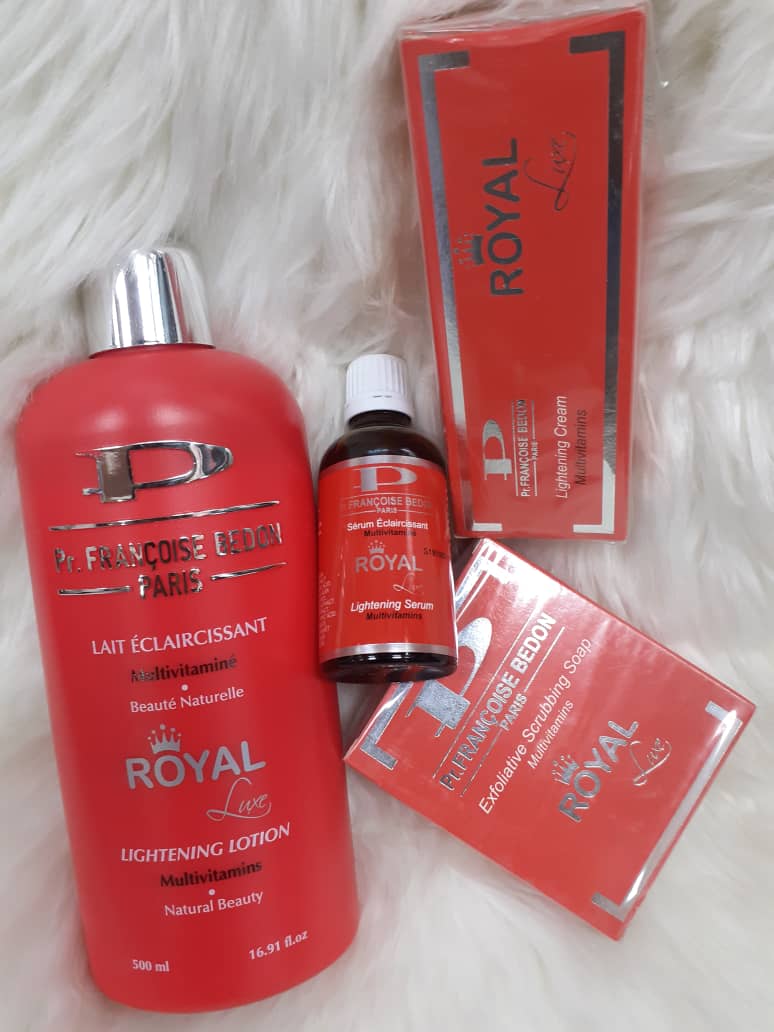 P
Pr. FRANÇOISE BEDON
PARIS
LAIT ÉCLAIRCISSANT
Multivitaminé
Beauté Naturelle
ROYAL
Luxe
LIGHTENING LOTION
Multivitamins
Natural Beauty
500 ml
16.91 fl.oz
P
Pr. FRANÇOISE BEDON
PARIS
Sérum Éclaircissant
Multivitamins
ROYAL
Luxe
Lightening Serum
Multivitamins
ROYAL
Luxe
P
Pr. FRANÇOISE BEDON
PARIS
Lightening Cream
Multivitamins
P
Pr. FRANÇOISE BEDON
PARIS
Exfoliative Scrubbing Soap
Multivitamins
ROYAL
Luxe